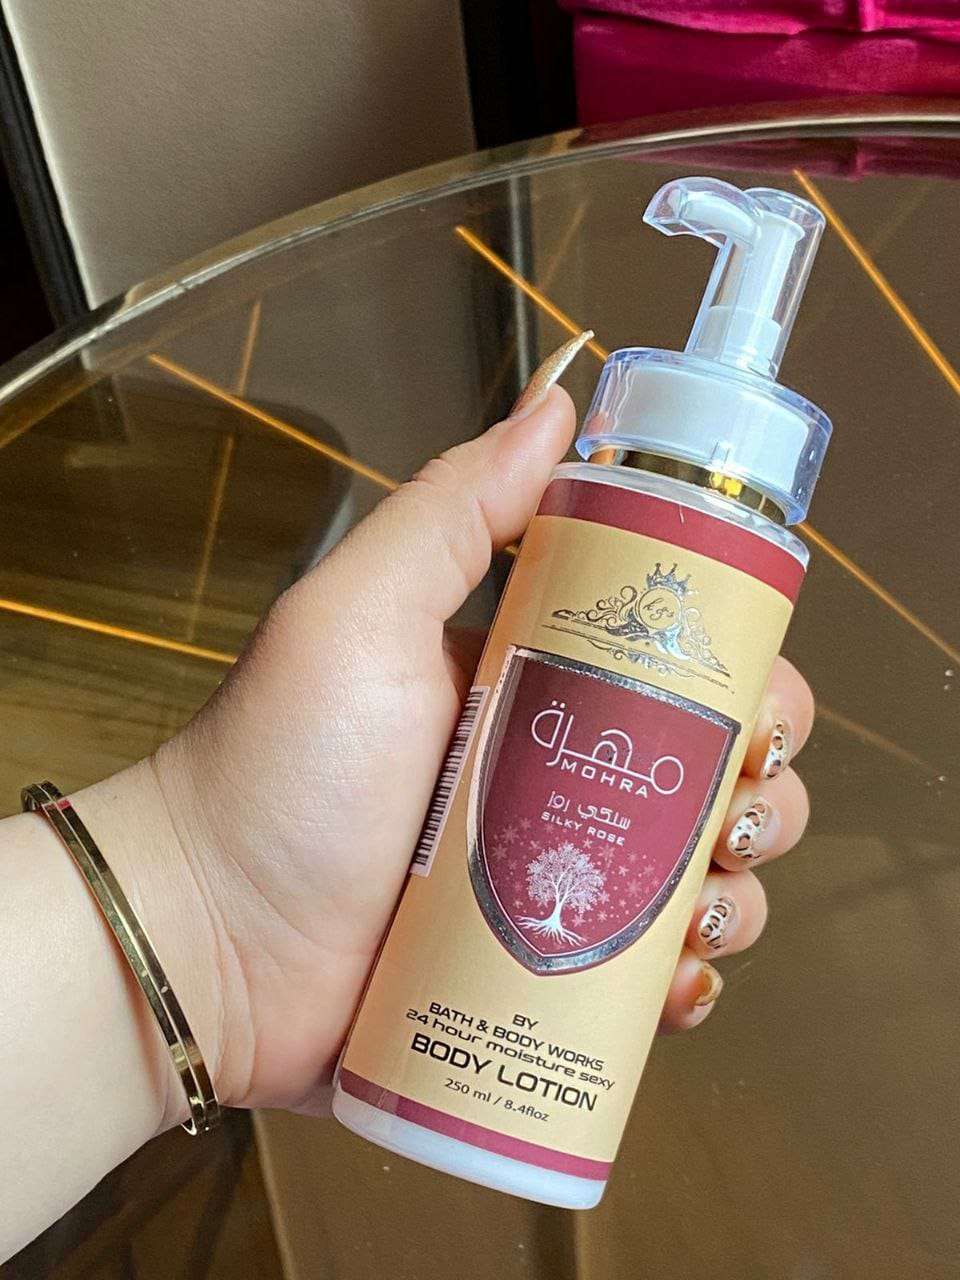 مهرة
MOHRA
سلكي روز
SILKY ROSE
BY
BATH & BODY WORKS
24 hour moisture sexy
BODY LOTION
250 ml / 8.4floz